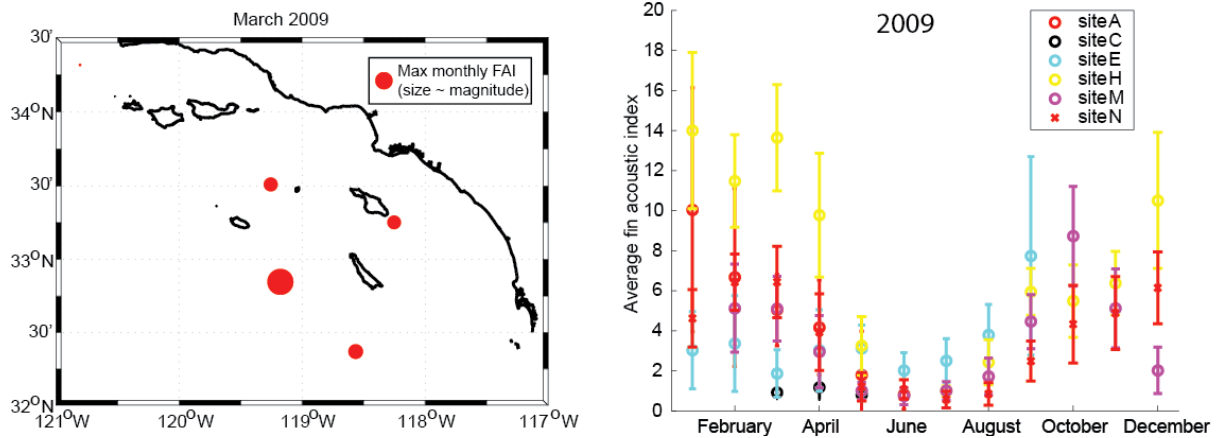 March 2009
30'
34°N
30'
33°N
30'
32°N
121°W
120°W
119°W
118°W
117°W
Max monthly FAI
(size ~ magnitude)
2009
Average fin acoustic index
20
18
16
14
12
10
8
6
4
2
0
February
April
June
August
October
December
siteA
siteC
siteE
siteH
siteM
siteN